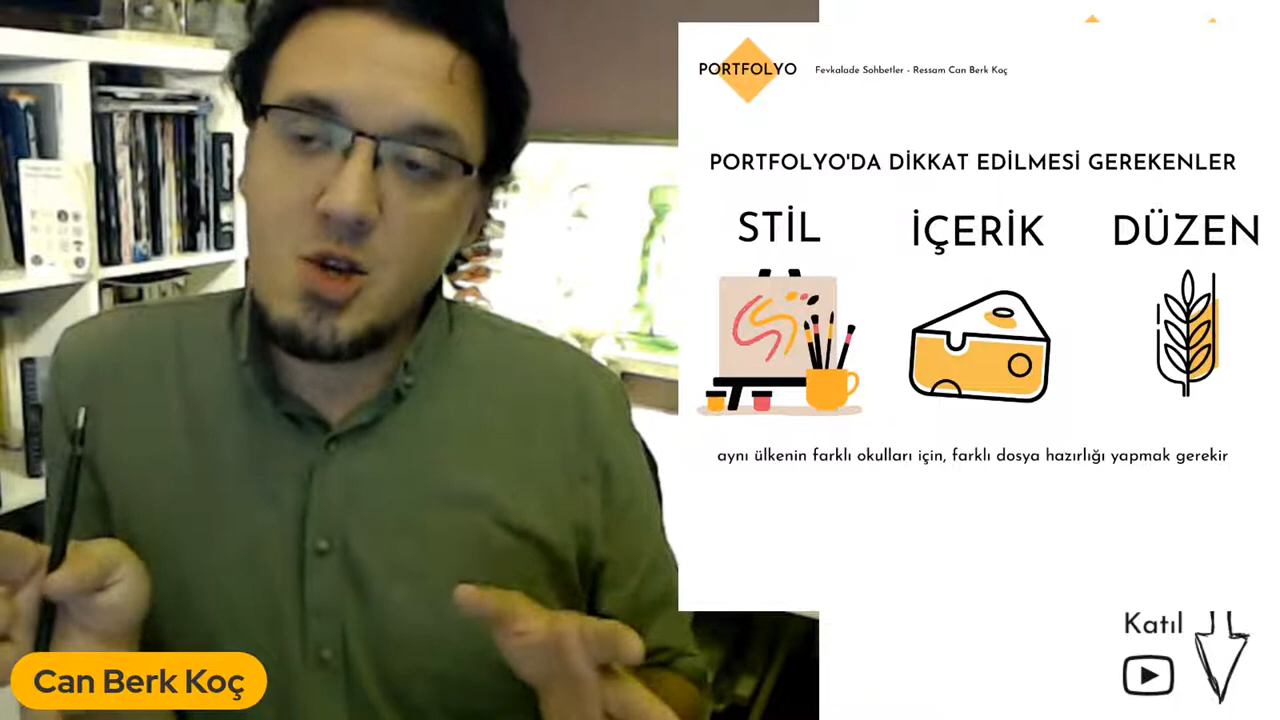 PORTFOLYO
Fevkalade Sohbetler - Ressam Can Berk Koç
PORTFOLYO'DA DİKKAT EDİLMESİ GEREKENLER
STİL
İÇERİK
DÜZEN
aynı ülkenin farklı okulları için, farklı dosya hazırlığı yapmak gerekir
Katıl
Can Berk Koç